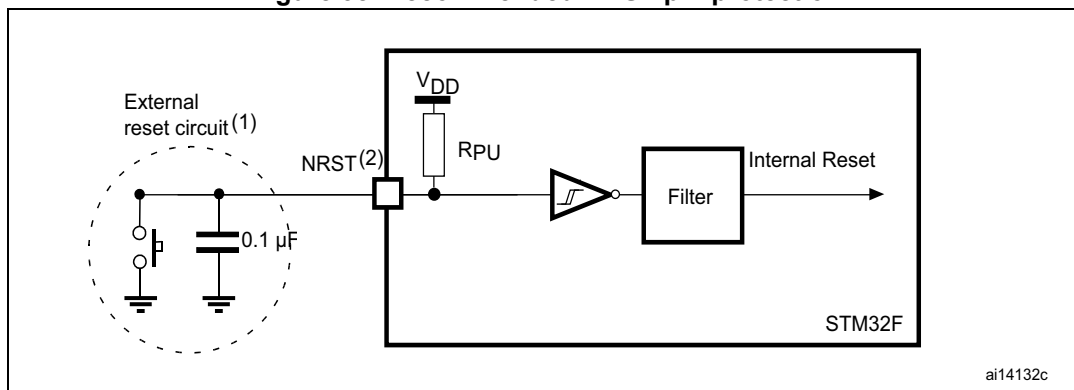 VDD
External
reset circuit(1)
NRST(2)
RPU
Internal Reset
Filter
0.1 µF
STM32F
ai14132c